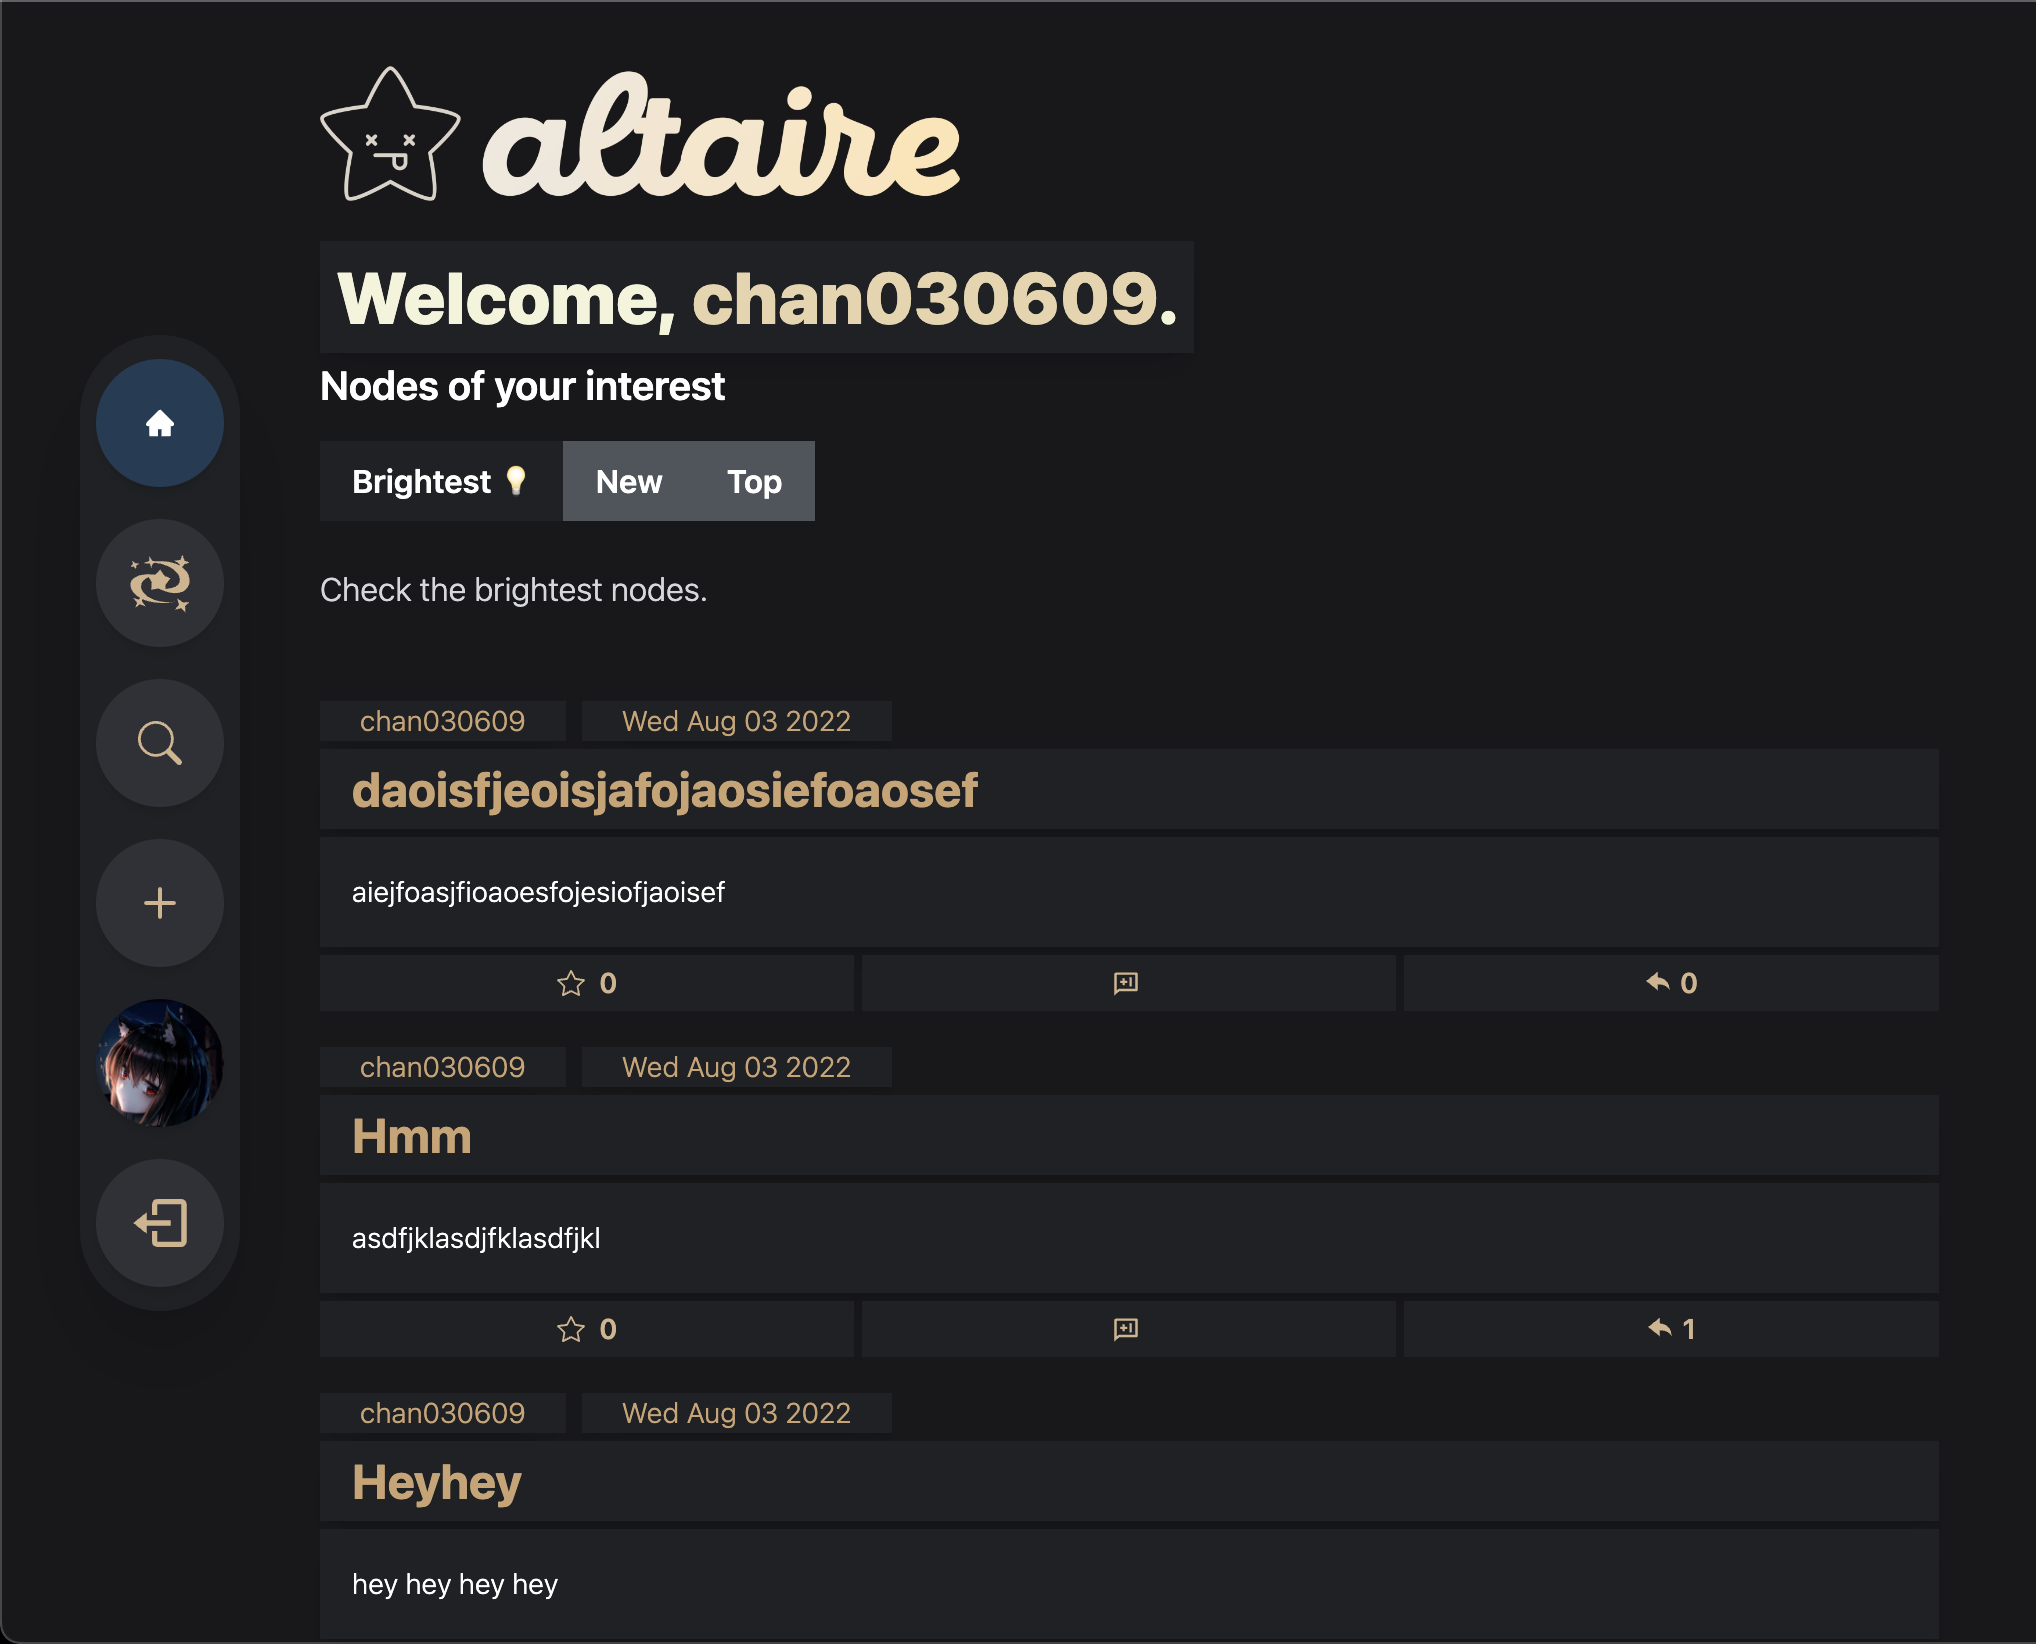 altaire
Welcome, chan030609.
Nodes of your interest
Brightest 💡 New Top
Check the brightest nodes.
chan030609 Wed Aug 03 2022
daoisfjeoisjafojaosiefoaosef
aiejfoasjfioaoesfojesiofjaoisef
0 0
chan030609 Wed Aug 03 2022
Hmm
asdfjklasdjfklasdfjkl
0 1
chan030609 Wed Aug 03 2022
Heyhey
hey hey hey hey